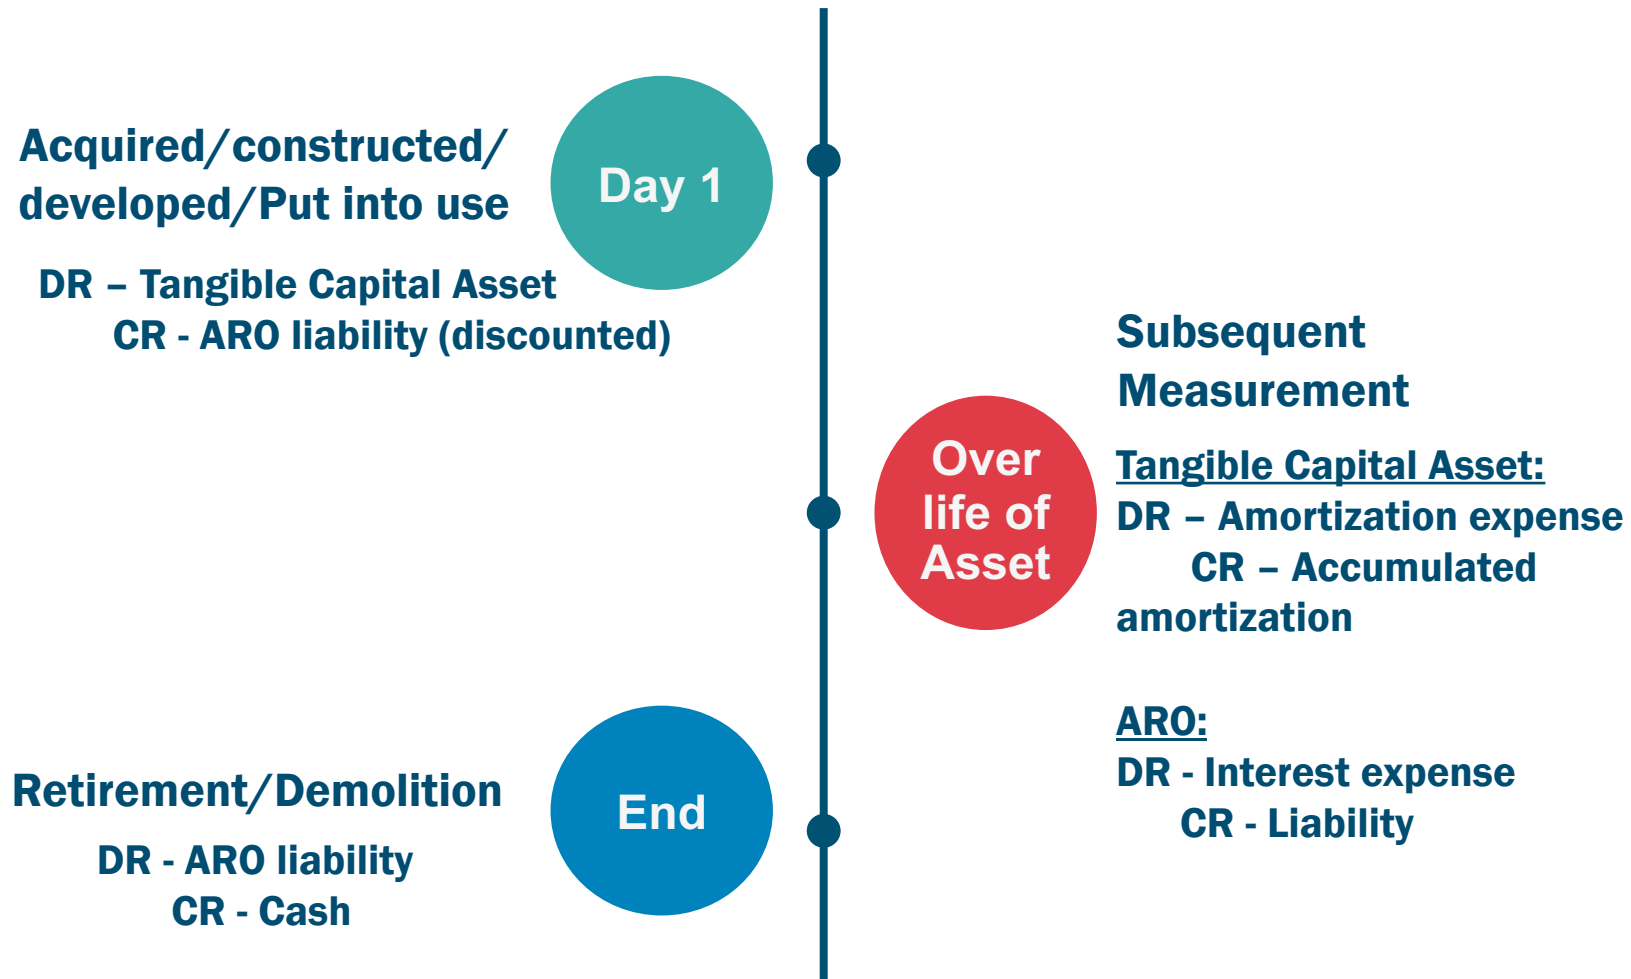 Acquired/constructed/
developed/Put into use
Day 1
DR – Tangible Capital Asset
CR - ARO liability (discounted)
Subsequent
Measurement
Over
life of
Asset
Tangible Capital Asset:
DR – Amortization expense
CR – Accumulated
amortization
ARO:
DR - Interest expense
CR - Liability
Retirement/Demolition
End
DR - ARO liability
CR - Cash